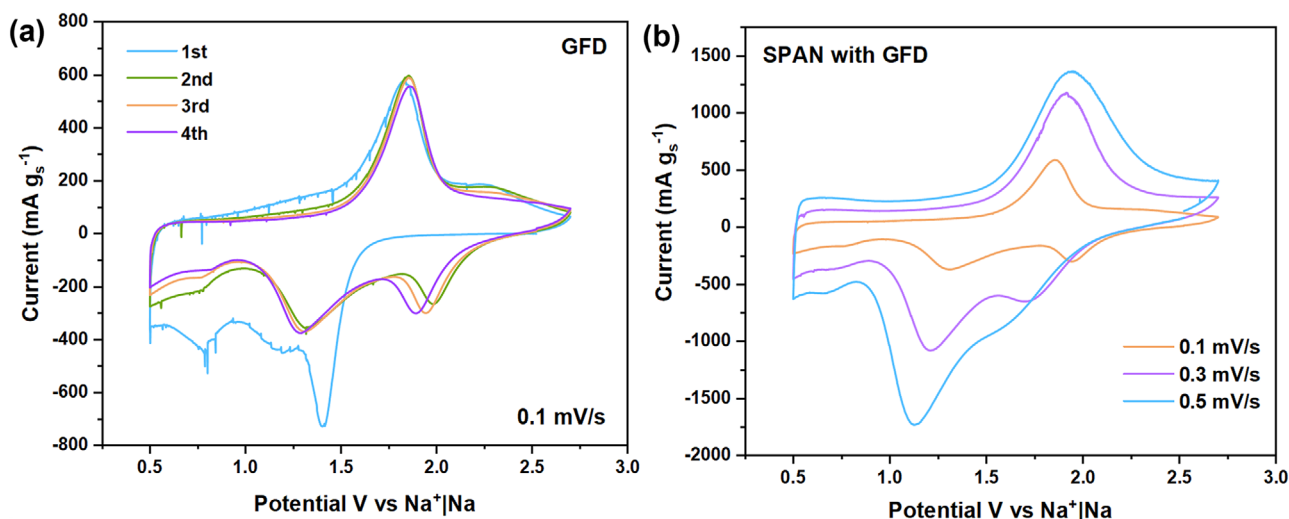 (a)
GFD
1st
2nd
3rd
4th
0.1 mV/s
800
600
400
200
0
-200
-400
-600
-800
0.5 1.0 1.5 2.0 2.5 3.0
Current (mA gs-1)
Potential V vs Na+|Na
(b)
SPAN with GFD
0.1 mV/s
0.3 mV/s
0.5 mV/s
1500
1000
500
0
-500
-1000
-1500
-2000
0.5 1.0 1.5 2.0 2.5 3.0
Current (mA gs-1)
Potential V vs Na+|Na